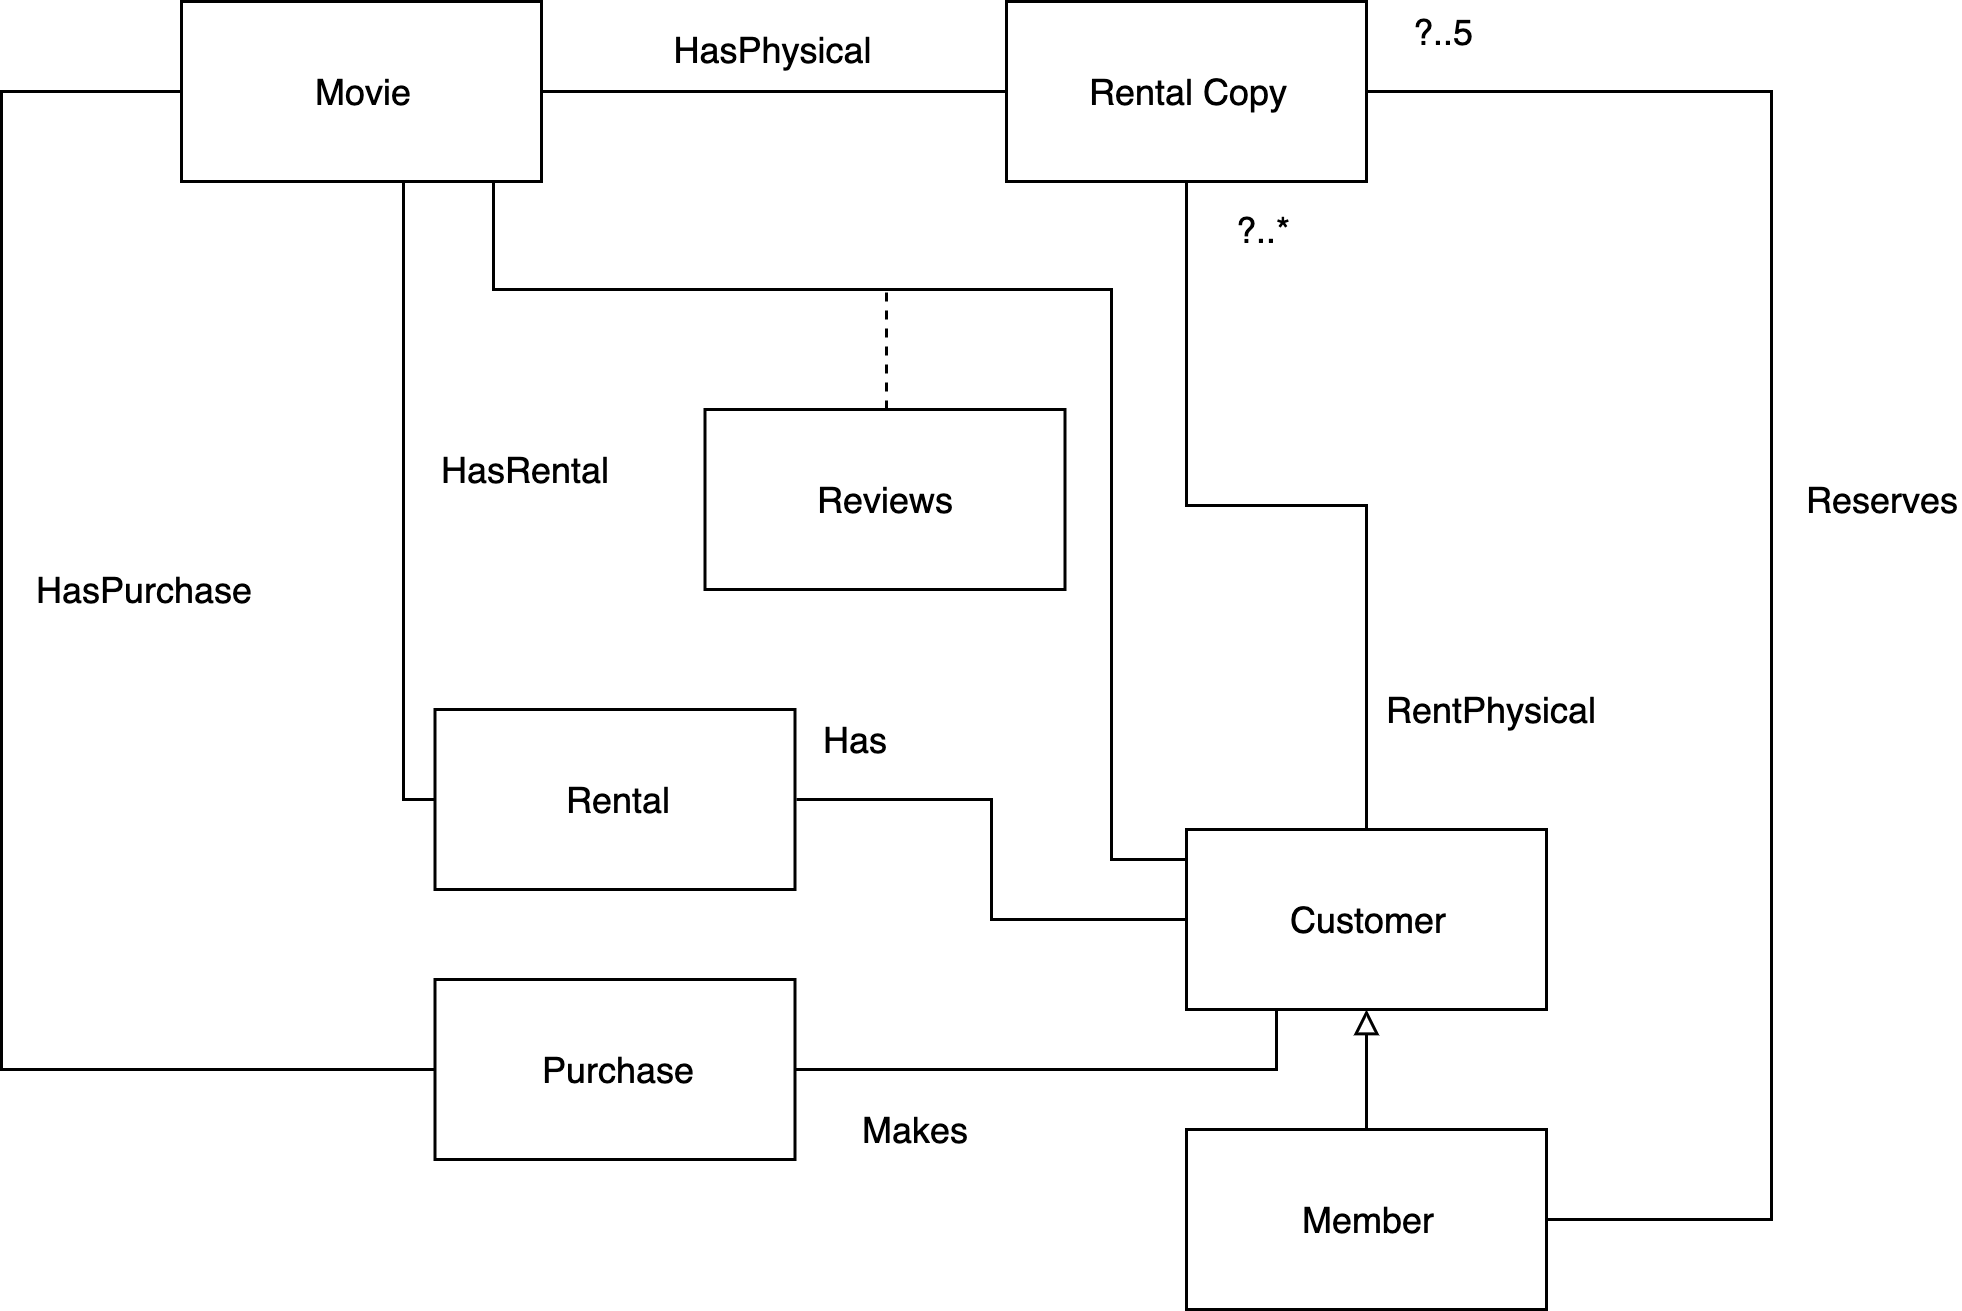 ?..5
HasPhysical
Movie
Rental Copy
?..*
HasRental
Reviews
Reserves
HasPurchase
RentPhysical
Has
Rental
Customer
Purchase
Makes
Member